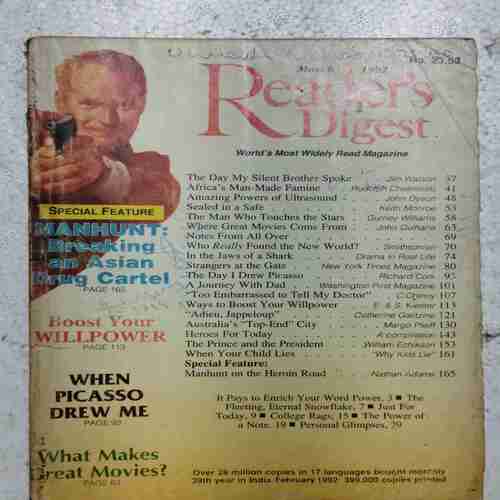 March 1992
Rs. 23.50
Reader's
Digest
World's Most Widely Read Magazine
SPECIAL FEATURE
MANHUNT:
Breaking
an Asian
Drug Cartel
PAGE 165
Boost Your
WILLPOWER
PAGE 113
WHEN
PICASSO
DREW ME
PAGE
What Makes
Great Movies?
PAGE 63
The Day My Silent Brother Spoke Jim Watson 37
Africa's Man-Made Famine Rudolph Chelminski 41
Amazing Powers of Ultrasound John Dyson 48
Sealed in a Safe Keith Monroe 53
The Man Who Touches the Stars Gurney Williams 58
Where Great Movies Come From John Culhane 63
Notes From All Over 69
Who Really Found the New World? Smithsonian 70
In the Jaws of a Shark Drama in Real Life 74
Strangers at the Gate New York Times Magazine 80
The Day I Drew Picasso Richard Cork 95
A Journey With Dad Washington Post Magazine 101
"Too Embarrassed to Tell My Doctor" 107
Ways to Boost Your Willpower E. & S. Kiester 113
"Adieu, Jappeloup" Catherine Galitzine 121
Australia's "Top-End" City Margo Pfeiff 130
Heroes For Today A compilation 143
The Prince and the President William Echikson 153
When Your Child Lies "Why Kids Lie" 161
Special Feature:
Manhunt on the Heroin Road Nathan Adams 165
It Pays to Enrich Your Word Power, 3 ■ The
Fleeting, Eternal Snowflake, 7 ■ Just For
Today, 9 ■ College Rags, 15 ■ The Power of
a Note, 19 ■ Personal Glimpses, 29
Over 28 million copies in 17 languages bought monthly
39th year in India. February 1992 399,000 copies printed